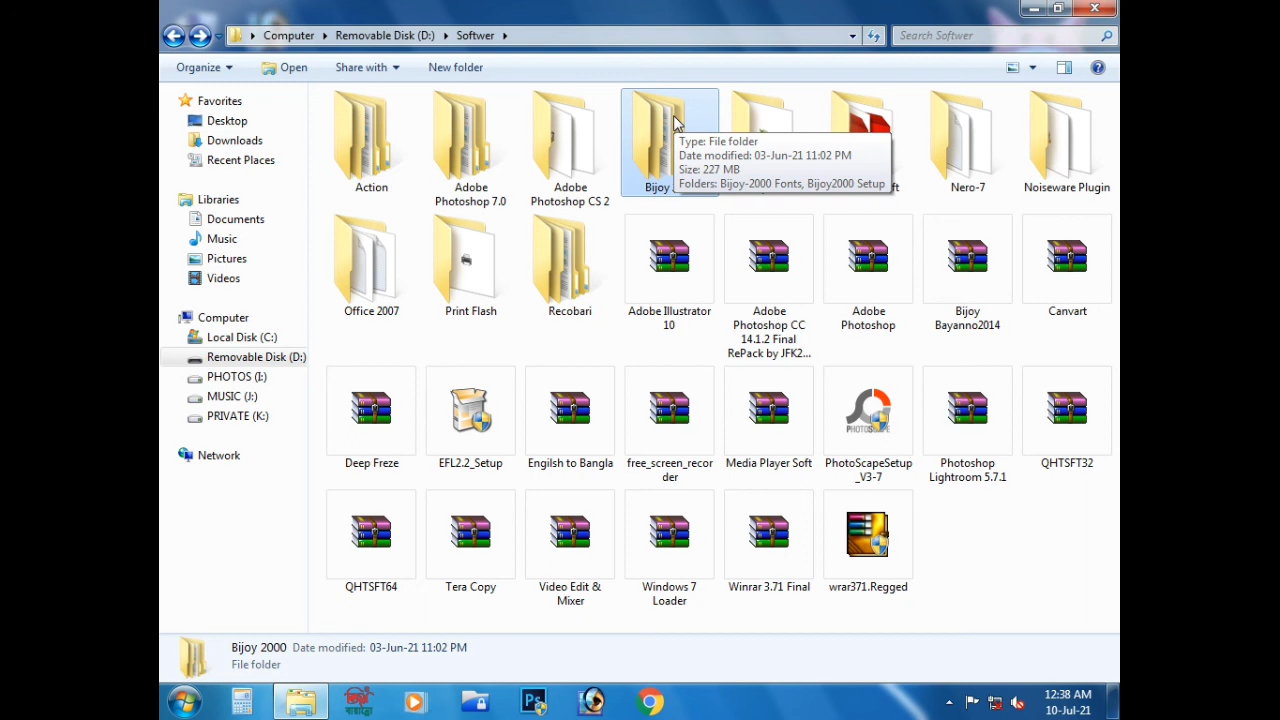 Computer
Removable Disk (D:)
Softwer
Search Softwer
Organize
Open
Share with
New folder
Favorites
Desktop
Downloads
Recent Places
Libraries
Documents
Music
Pictures
Videos
Computer
Local Disk (C:)
Removable Disk (D:)
PHOTOS (I:)
MUSIC (J:)
PRIVATE (K:)
Network
Action
Adobe
Photoshop 7.0
Adobe
Photoshop CS 2
Bijoy
Type: File folder
Date modified: 03-Jun-21 11:02 PM
Size: 227 MB
Folders: Bijoy-2000 Fonts, Bijoy2000 Setup
Nero-7
Noiseware Plugin
Office 2007
Print Flash
Recobari
Adobe Illustrator
10
Adobe
Photoshop CC
14.1.2 Final
RePack by JFK2...
Adobe
Photoshop
Bijoy
Bayanno2014
Canvart
Deep Freze
EFL2.2_Setup
Engilsh to Bangla
free_screen_recor
der
Media Player Soft
PhotoScapeSetup
_V3-7
Photoshop
Lightroom 5.7.1
QHTSFT32
QHTSFT64
Tera Copy
Video Edit &
Mixer
Windows 7
Loader
Winrar 3.71 Final
wrar371.Regged
Bijoy 2000
Date modified: 03-Jun-21 11:02 PM
File folder
Ps
12:38 AM
10-Jul-21